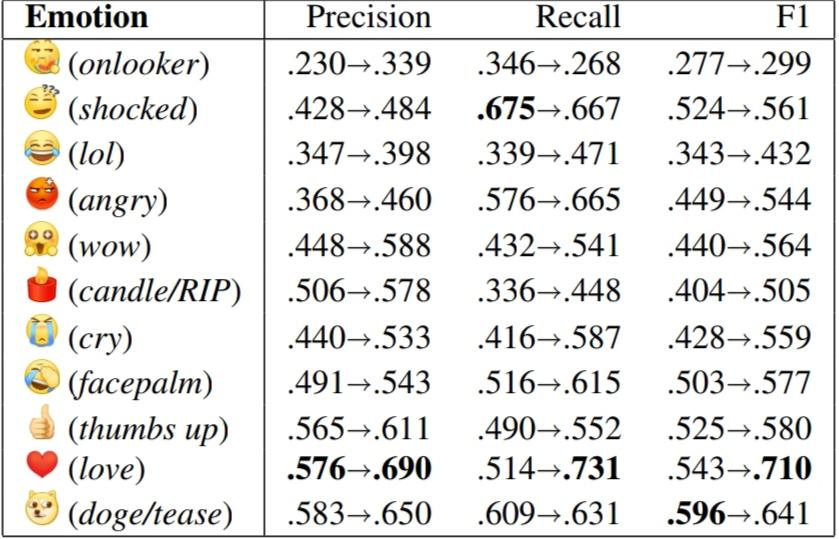 Emotion Precision Recall F1
(onlooker) .230→.339 .346→.268 .277→.299
(shocked) .428→.484 .675→.667 .524→.561
(lol) .347→.398 .339→.471 .343→.432
(angry) .368→.460 .576→.665 .449→.544
(wow) .448→.588 .432→.541 .440→.564
(candle/RIP) .506→.578 .336→.448 .404→.505
(cry) .440→.533 .416→.587 .428→.559
(facepalm) .491→.543 .516→.615 .503→.577
(thumbs up) .565→.611 .490→.552 .525→.580
(love) .576→.690 .514→.731 .543→.710
(doge/tease) .583→.650 .609→.631 .596→.641